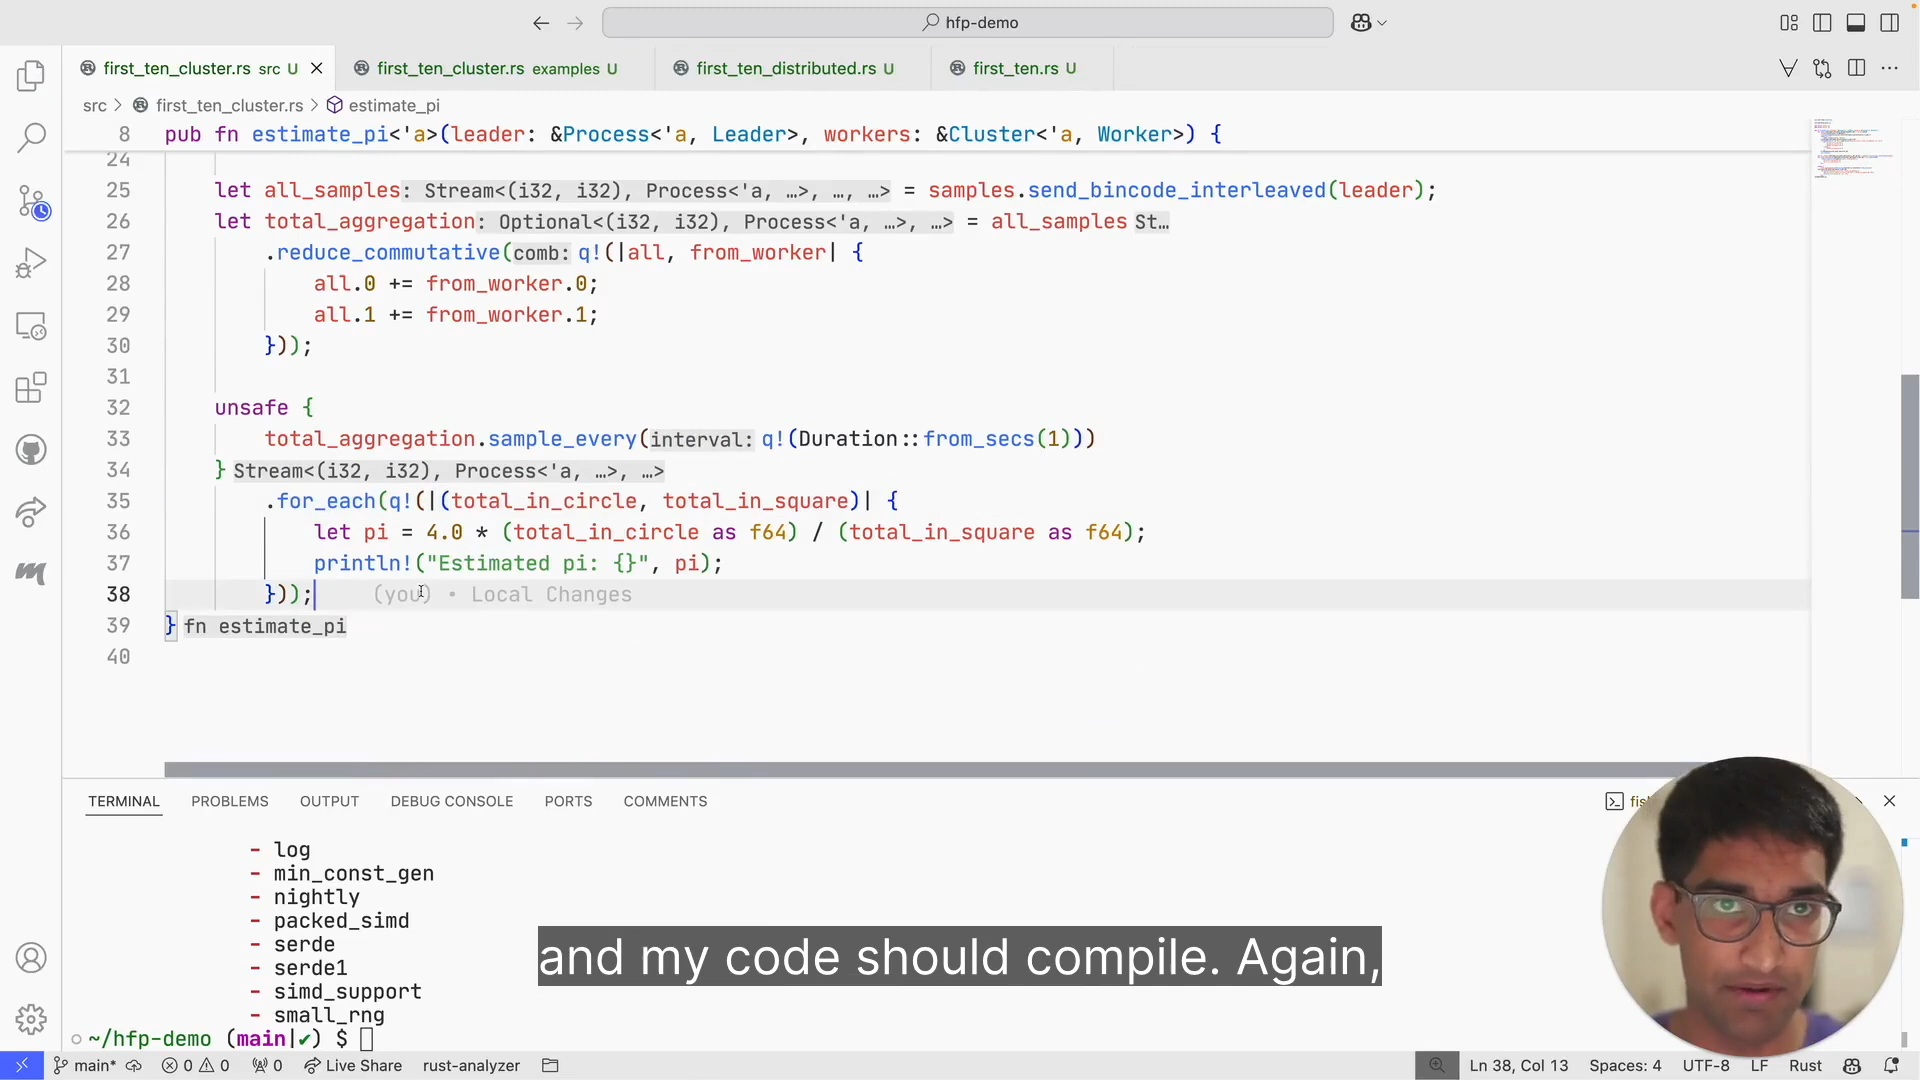 hfp-demo
first_ten_cluster.rs src U
first_ten_cluster.rs examples U
first_ten_distributed.rs U
first_ten.rs U
src > first_ten_cluster.rs > estimate_pi
8 pub fn estimate_pi<'a>(leader: &Process<'a, Leader>, workers: &Cluster<'a, Worker>) {
24
25 let all_samples: Stream<(i32, i32), Process<'a, …>, …, …> = samples.send_bincode_interleaved(leader);
26 let total_aggregation: Optional<(i32, i32), Process<'a, …>, …> = all_samples St…
27 .reduce_commutative(comb: q!(|all, from_worker| {
28 all.0 += from_worker.0;
29 all.1 += from_worker.1;
30 }));
31
32 unsafe {
33 total_aggregation.sample_every(interval: q!(Duration::from_secs(1)))
34 } Stream<(i32, i32), Process<'a, …>, …>
35 .for_each(q!(|(total_in_circle, total_in_square)| {
36 let pi = 4.0 * (total_in_circle as f64) / (total_in_square as f64);
37 println!("Estimated pi: {}", pi);
38 })); (you) • Local Changes
39 } fn estimate_pi
40
TERMINAL PROBLEMS OUTPUT DEBUG CONSOLE PORTS COMMENTS
- log
- min_const_gen
- nightly
- packed_simd
- serde
- serde1
- simd_support
- small_rng
~/hfp-demo (main|✔) $
and my code should compile. Again,
main* 0 0 0 Live Share rust-analyzer Ln 38, Col 13 Spaces: 4 UTF-8 LF Rust